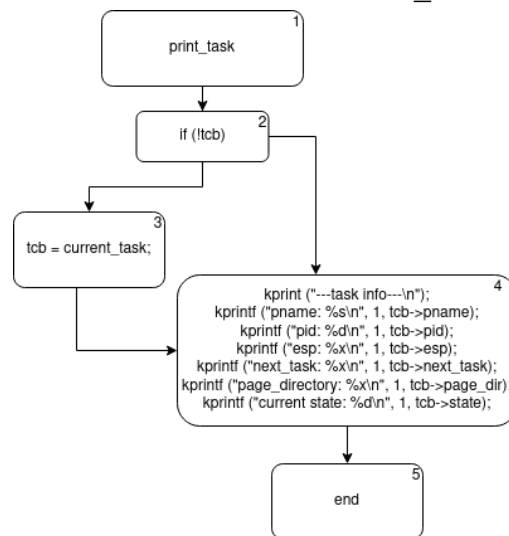 1
print_task
2
if (!tcb)
3
tcb = current_task;
4
kprint ("---task info---\n");
kprintf ("pname: %s\n", 1, tcb->pname);
kprintf ("pid: %d\n", 1, tcb->pid);
kprintf ("esp: %x\n", 1, tcb->esp);
kprintf ("next_task: %x\n", 1, tcb->next_task);
kprintf ("page_directory: %x\n", 1, tcb->page_dir);
kprintf ("current state: %d\n", 1, tcb->state);
5
end